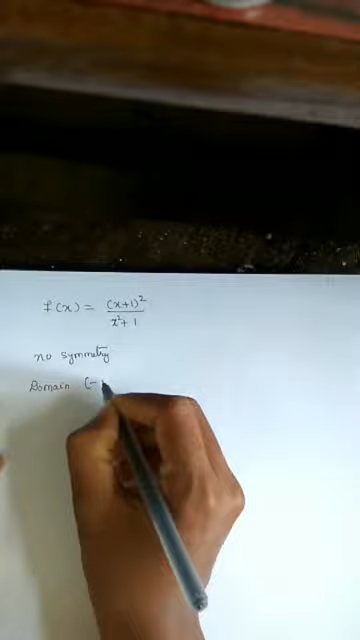 f(x) = (x+1)²/x²+1
no symmetry
Domain (-